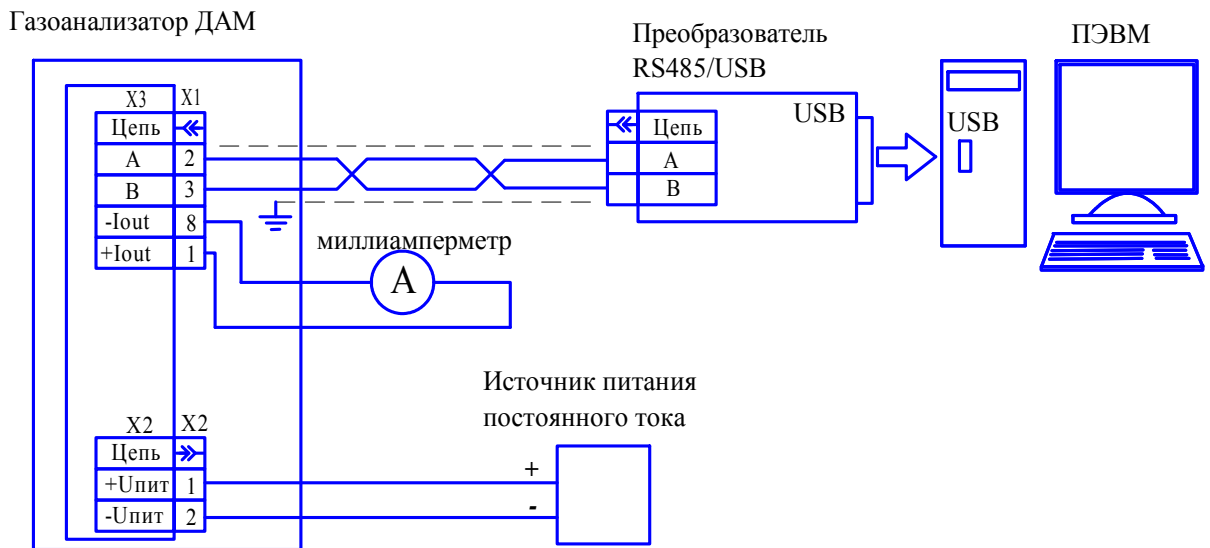 Газоанализатор ДАМ
Преобразователь
RS485/USB
ПЭВМ
X3 X1
Цепь
A 2
B 3
-Iout 8
+Iout 1
USB
Цепь
A
B
USB
миллиамперметр
A
Источник питания
постоянного тока
X2 X2
Цепь
+Uпит 1
-Uпит 2
+
-